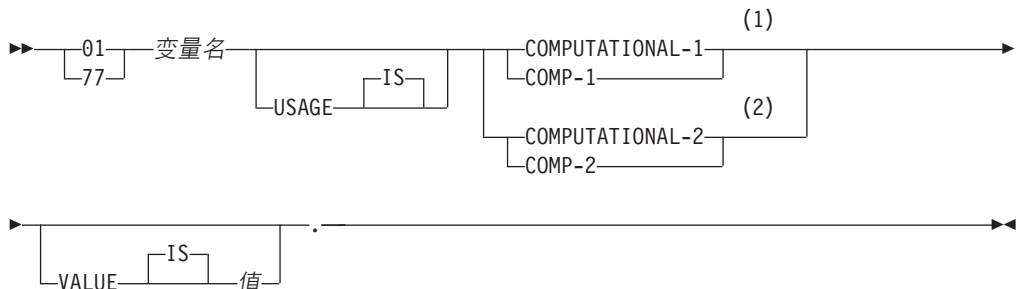 (1)
01 变量名 IS COMPUTATIONAL-1
77 COMP-1
USAGE (2)
COMPUTATIONAL-2
COMP-2
IS .
VALUE 值